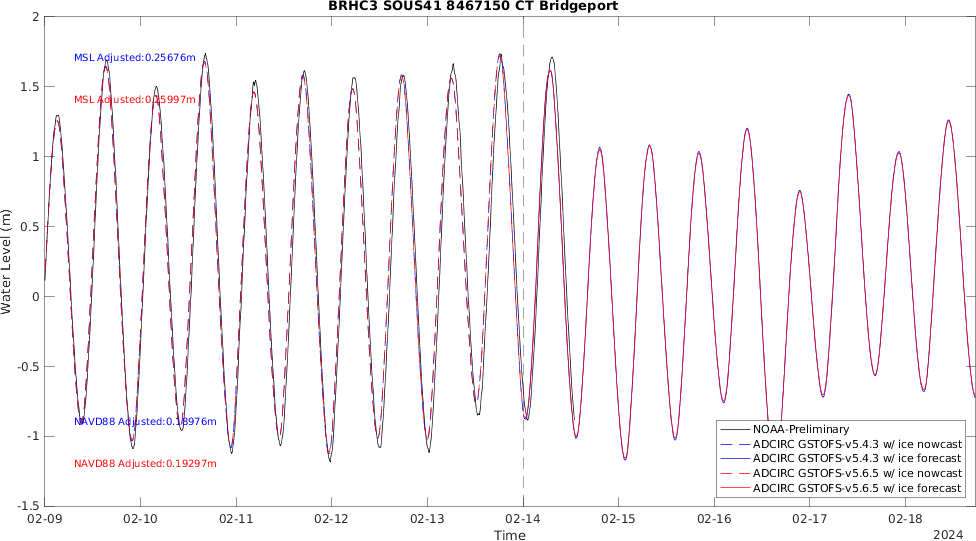 BRHC3 SOUS41 8467150 CT Bridgeport
2
1.5
1
0.5
0
-0.5
-1
-1.5
Water Level (m)
MSL Adjusted:0.25676m
MSL Adjusted:0.25997m
NAVD88 Adjusted:0.18976m
NAVD88 Adjusted:0.19297m
NOAA-Preliminary
ADCIRC GSTOFS-v5.4.3 w/ ice nowcast
ADCIRC GSTOFS-v5.4.3 w/ ice forecast
ADCIRC GSTOFS-v5.6.5 w/ ice nowcast
ADCIRC GSTOFS-v5.6.5 w/ ice forecast
02-09 02-10 02-11 02-12 02-13 02-14 02-15 02-16 02-17 02-18
Time
2024